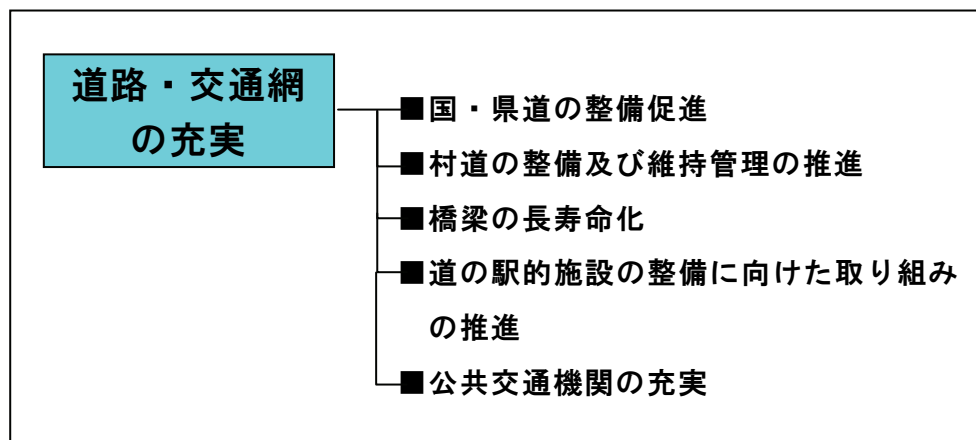 道路・交通網
の充実
■国・県道の整備促進
■村道の整備及び維持管理の推進
■橋梁の長寿命化
■道の駅的施設の整備に向けた取り組み
の推進
■公共交通機関の充実